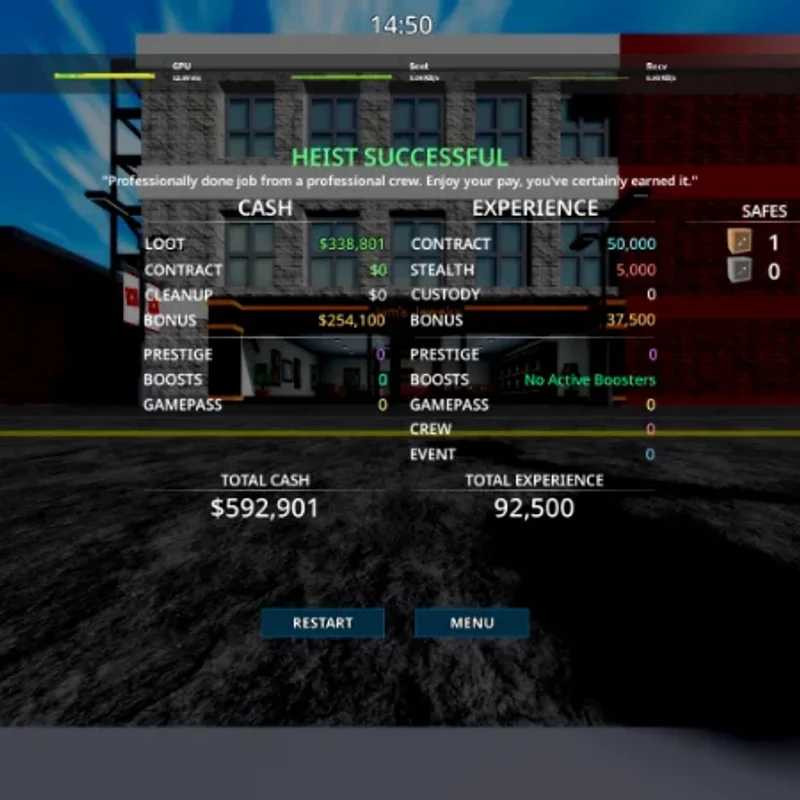 14:50
GPU Sent Recv
HEIST SUCCESSFUL
"Professionally done job from a professional crew. Enjoy your pay, you've certainly earned it."
CASH EXPERIENCE SAFES
LOOT $338,801 CONTRACT 50,000 1
CONTRACT $0 STEALTH 5,000 0
CLEANUP $0 CUSTODY 0
BONUS $254,100 BONUS 37,500
PRESTIGE 0 PRESTIGE 0
BOOSTS 0 BOOSTS No Active Boosters
GAMEPASS 0 GAMEPASS 0
CREW 0
EVENT 0
TOTAL CASH TOTAL EXPERIENCE
$592,901 92,500
RESTART MENU